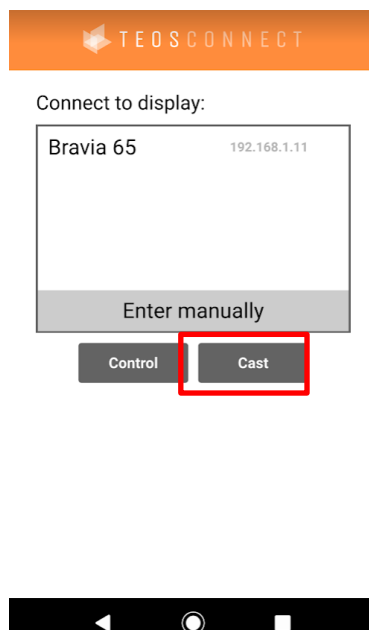 TEOSCONNECT
Connect to display:
Bravia 65 192.168.1.11
Enter manually
Control Cast